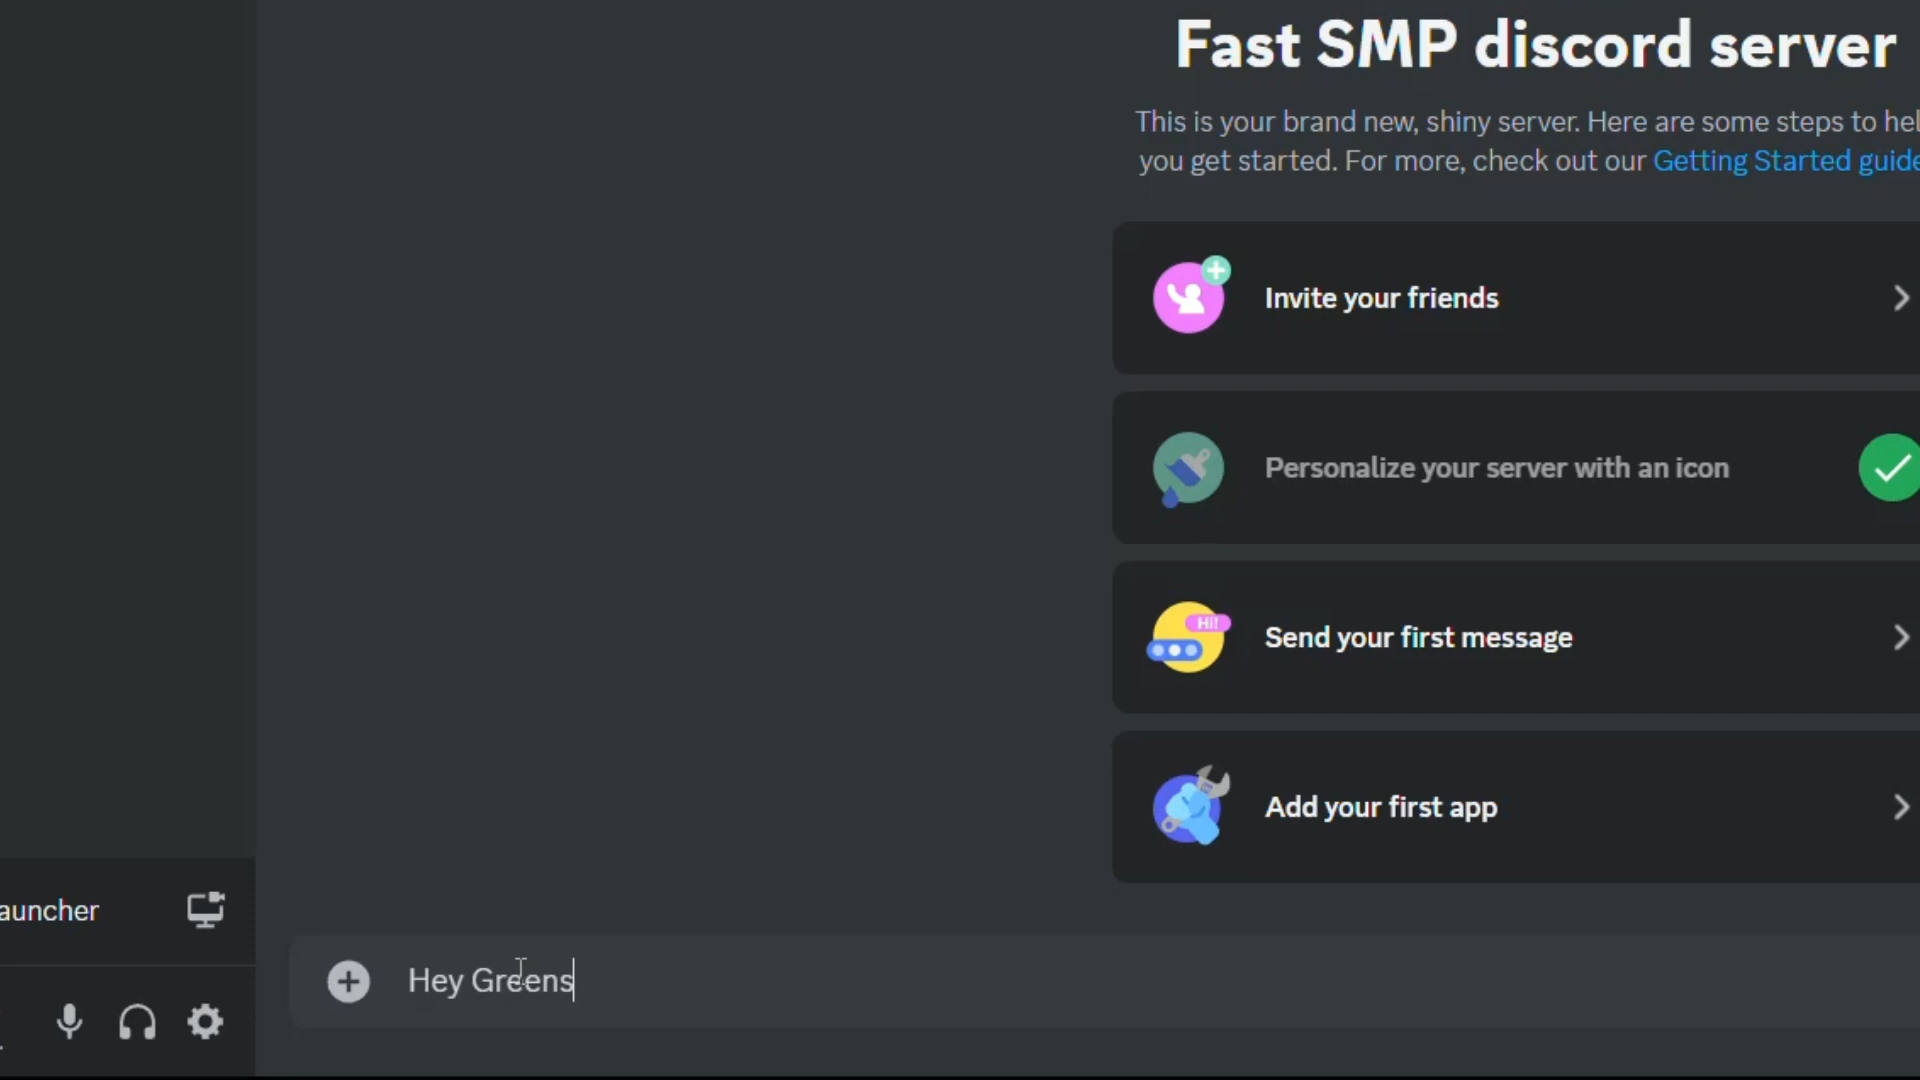 Fast SMP discord server
This is your brand new, shiny server. Here are some steps to hel
you get started. For more, check out our Getting Started guide
Invite your friends
Personalize your server with an icon
Hi!
Send your first message
Add your first app
auncher
Hey Greens